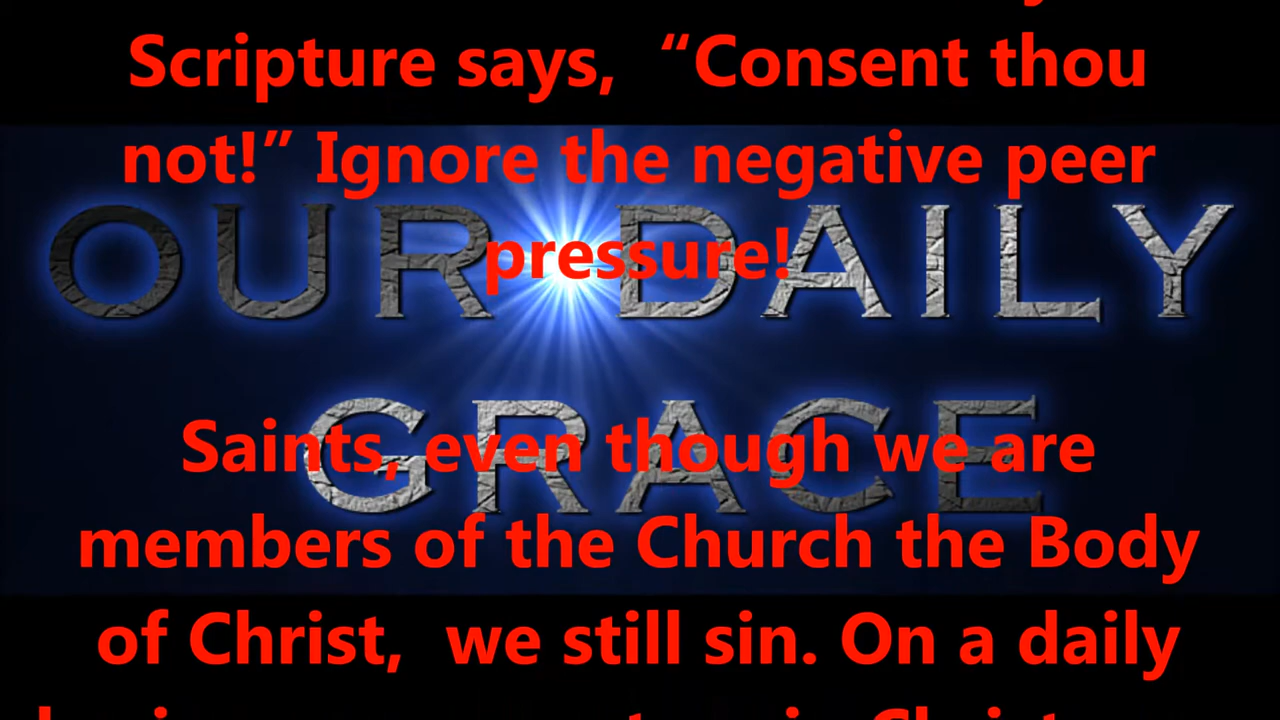 Scripture says, “Consent thou
not!” Ignore the negative peer
pressure!
OUR DAILY
GRACE
Saints, even though we are
members of the Church the Body
of Christ, we still sin. On a daily